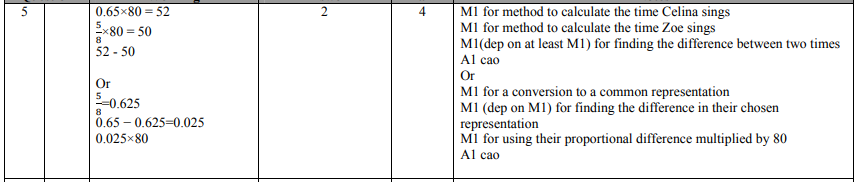 5
0.65×80 = 52
5/8×80 = 50
52 - 50
Or
5/8=0.625
0.65 – 0.625=0.025
0.025×80
2
4
M1 for method to calculate the time Celina sings
M1 for method to calculate the time Zoe sings
M1(dep on at least M1) for finding the difference between two times
A1 cao
Or
M1 for a conversion to a common representation
M1 (dep on M1) for finding the difference in their chosen
representation
M1 for using their proportional difference multiplied by 80
A1 cao